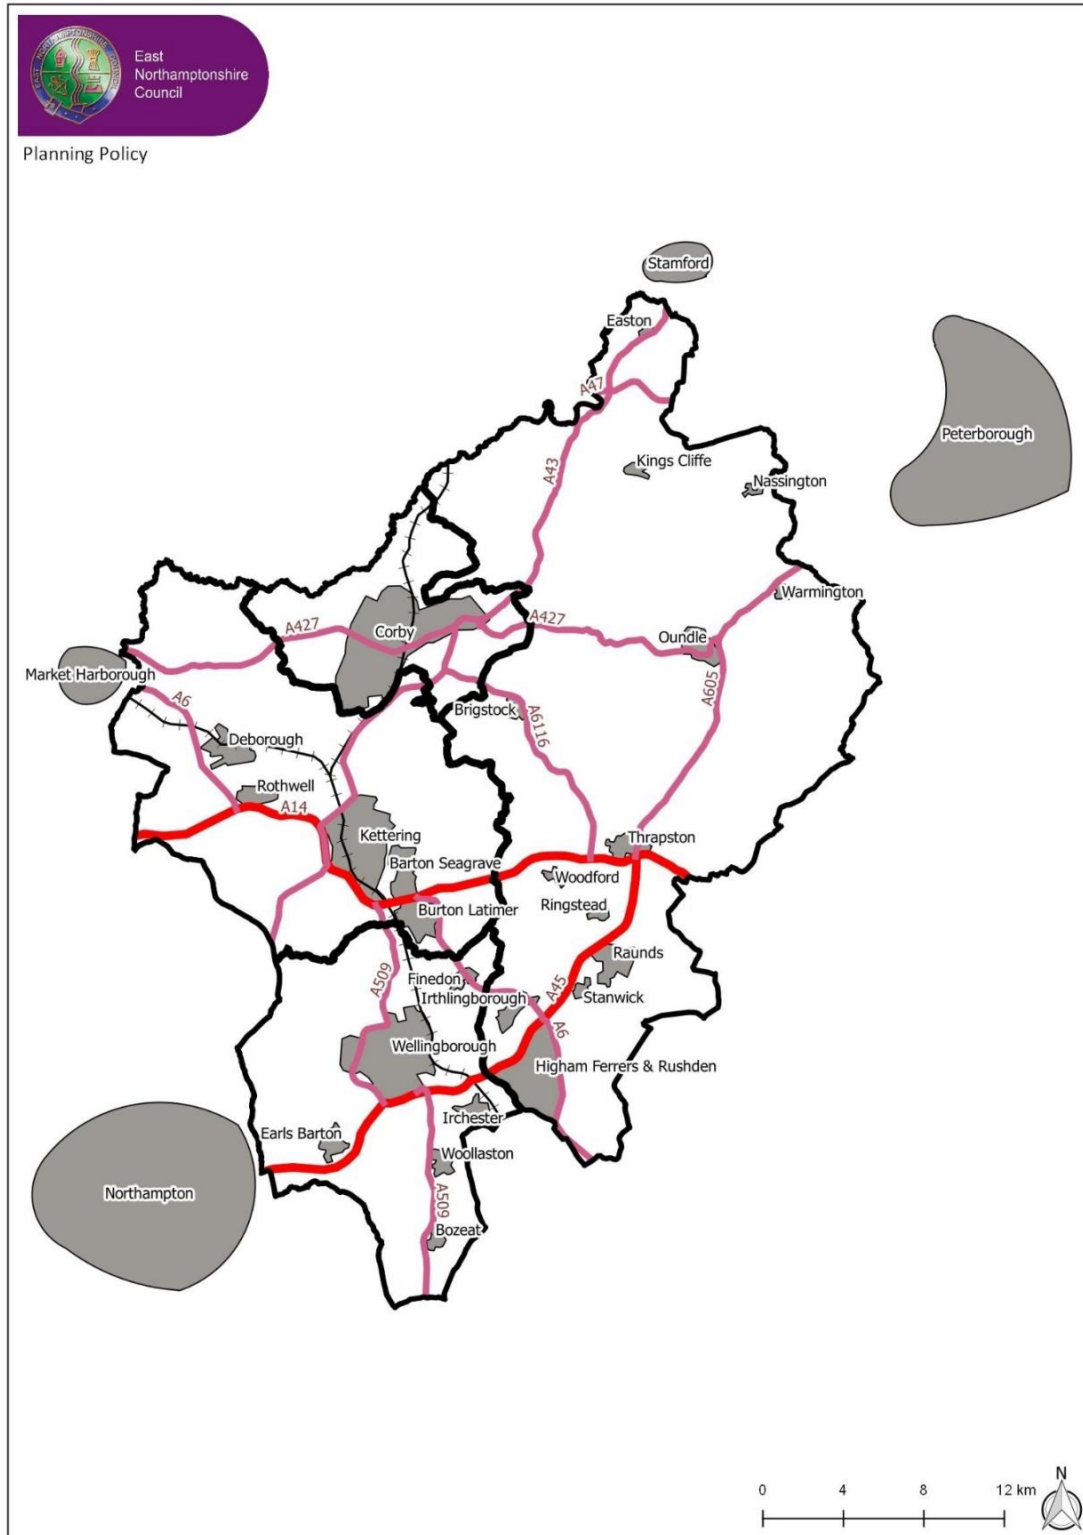 EAST NORTHAMPTONSHIRE COUNCIL
East
Northamptonshire
Council
Planning Policy
Stamford
Easton
A47
Peterborough
Kings Cliffe
A43
Nassington
Warmington
A427
A427
Corby
Oundle
Market Harborough
A6
A605
Brigstock
A6116
Deborough
Rothwell
A14
Kettering
Thrapston
Barton Seagrave
Woodford
Burton Latimer
Ringstead
Raunds
A509
Finedon
A45
Irthlingborough
Stanwick
A6
Wellingborough
Higham Ferrers & Rushden
Irchester
Earls Barton
Woollaston
Northampton
A509
Bozeat
N
0 4 8 12 km